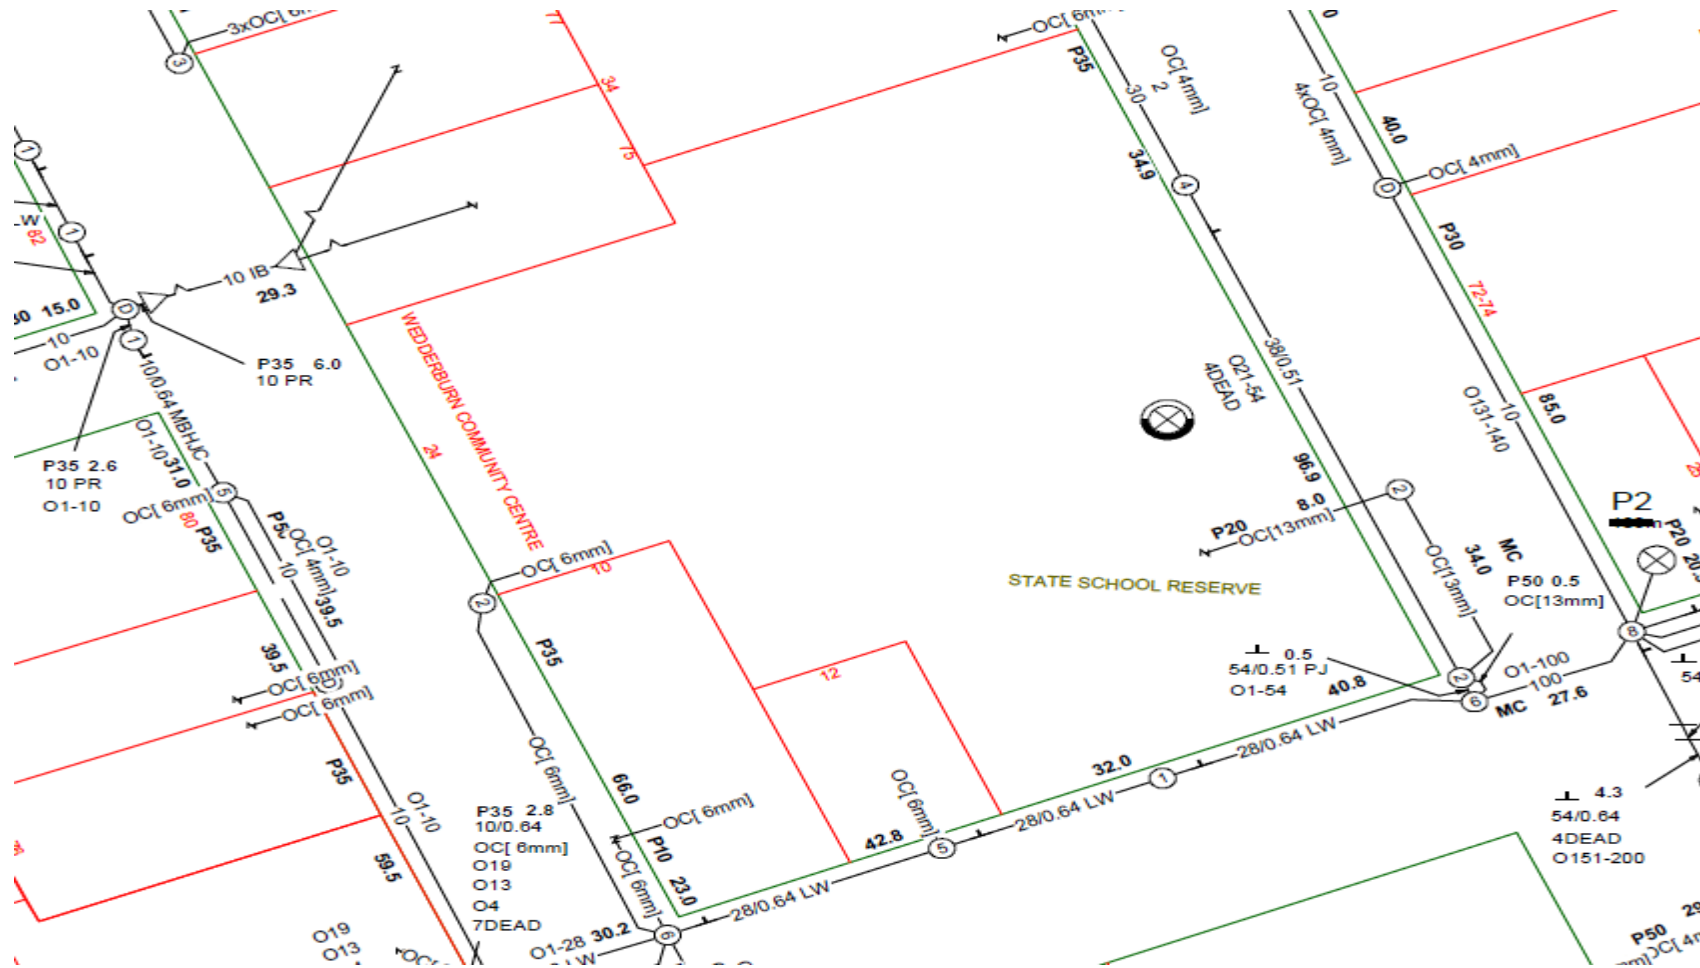 3xOC[ 6m
77
34
75
OC[ 6m
P35
30
OC[ 4mm]
2
10
4xOC[ 4mm]
40.0
OC[ 4mm]
34.9
P30
72-74
3
4
D
1
1
LW
82
30 15.0
10
O1-10
D
1
10 IB
29.3
P35 6.0
10 PR
10/0.64 MBHJC
O1-10
31.0
P35 2.6
10 PR
O1-10
OC[ 6mm]
5
80
P35
OC[ 4mm]
10
O1-10
39.5
WEDDERBURN COMMUNITY CENTRE
24
OC[ 6mm]
10
2
38/0.51
O21-54
4DEAD
96.9
O131-140
10
85.0
P20
8.0
OC[13mm]
2
OC[13mm]
34.0
MC
P50 0.5
OC[13mm]
P2
P20
STATE SCHOOL RESERVE
8
0.5
54/0.51 PJ
O1-54
40.8
2
6
O1-100
100
MC 27.6
54
39.5
OC[ 6mm]
OC[ 6mm]
P35
12
P35
OC[ 6mm]
66.0
OC[ 6mm]
P10
23.0
OC[ 6mm]
42.8
OC[ 6mm]
5
32.0
1
28/0.64 LW
28/0.64 LW
28/0.64 LW
4.3
54/0.64
4DEAD
O151-200
O1-10
10
59.5
P35 2.8
10/0.64
OC[ 6mm]
O19
O13
O4
7DEAD
O19
O13
O1-28 30.2
LW
6
P50
29